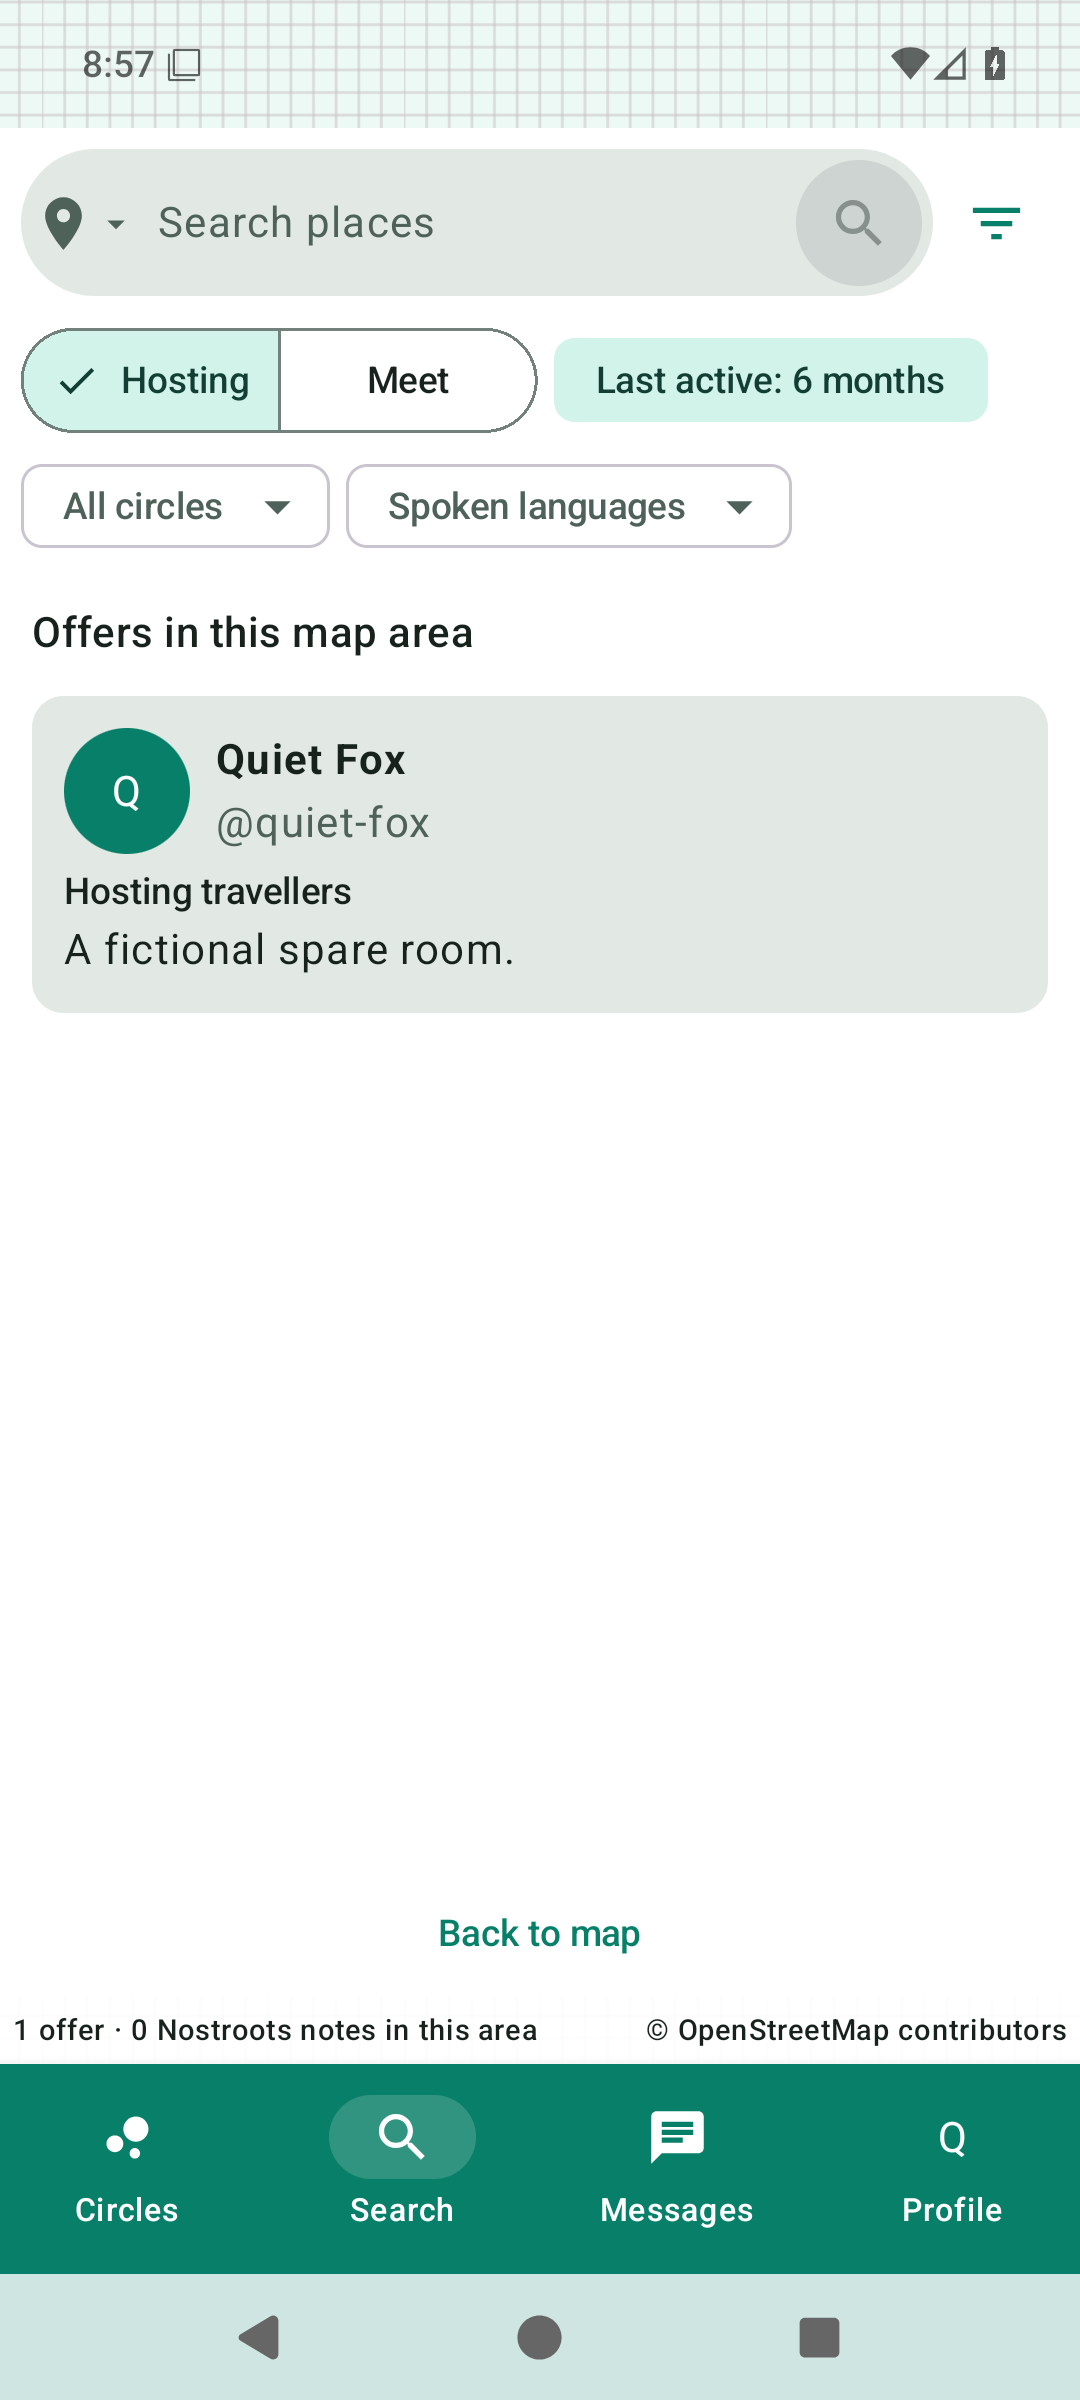 8:57
Search places
Hosting
Meet
Last active: 6 months
All circles
Spoken languages
Offers in this map area
Q
Quiet Fox
@quiet-fox
Hosting travellers
A fictional spare room.
Back to map
1 offer · 0 Nostroots notes in this area
© OpenStreetMap contributors
Circles
Search
Messages
Q
Profile